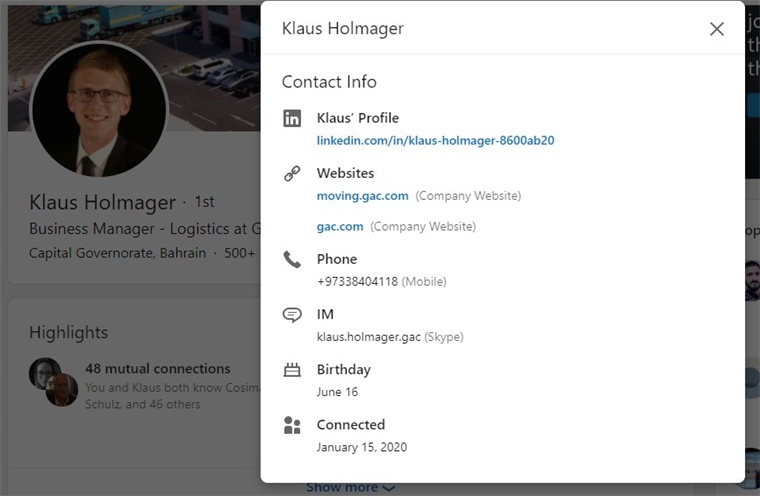 Klaus Holmager
Contact Info
Klaus’ Profile
linkedin.com/in/klaus-holmager-8600ab20
Websites
moving.gac.com (Company Website)
gac.com (Company Website)
Phone
+97338404118 (Mobile)
IM
klaus.holmager.gac (Skype)
Birthday
June 16
Connected
January 15, 2020
Klaus Holmager · 1st
Business Manager - Logistics at G
Capital Governorate, Bahrain · 500+
Highlights
48 mutual connections
You and Klaus both know Cosima
Schulz, and 46 others
Show more